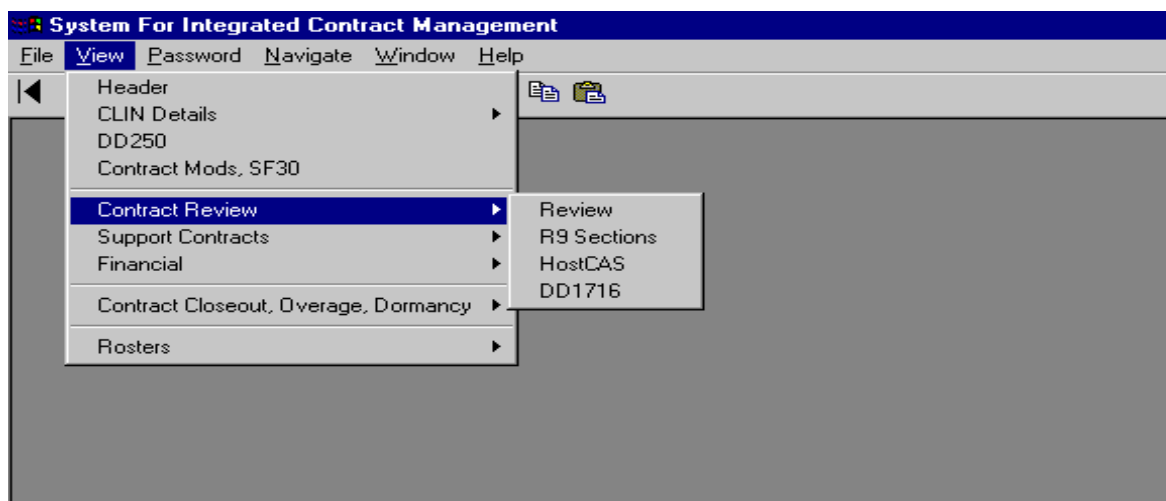 System For Integrated Contract Management
File View Password Navigate Window Help
Header
CLIN Details
DD250
Contract Mods, SF30
Contract Review
Support Contracts
Financial
Contract Closeout, Overage, Dormancy
Rosters
Review
R9 Sections
HostCAS
DD1716